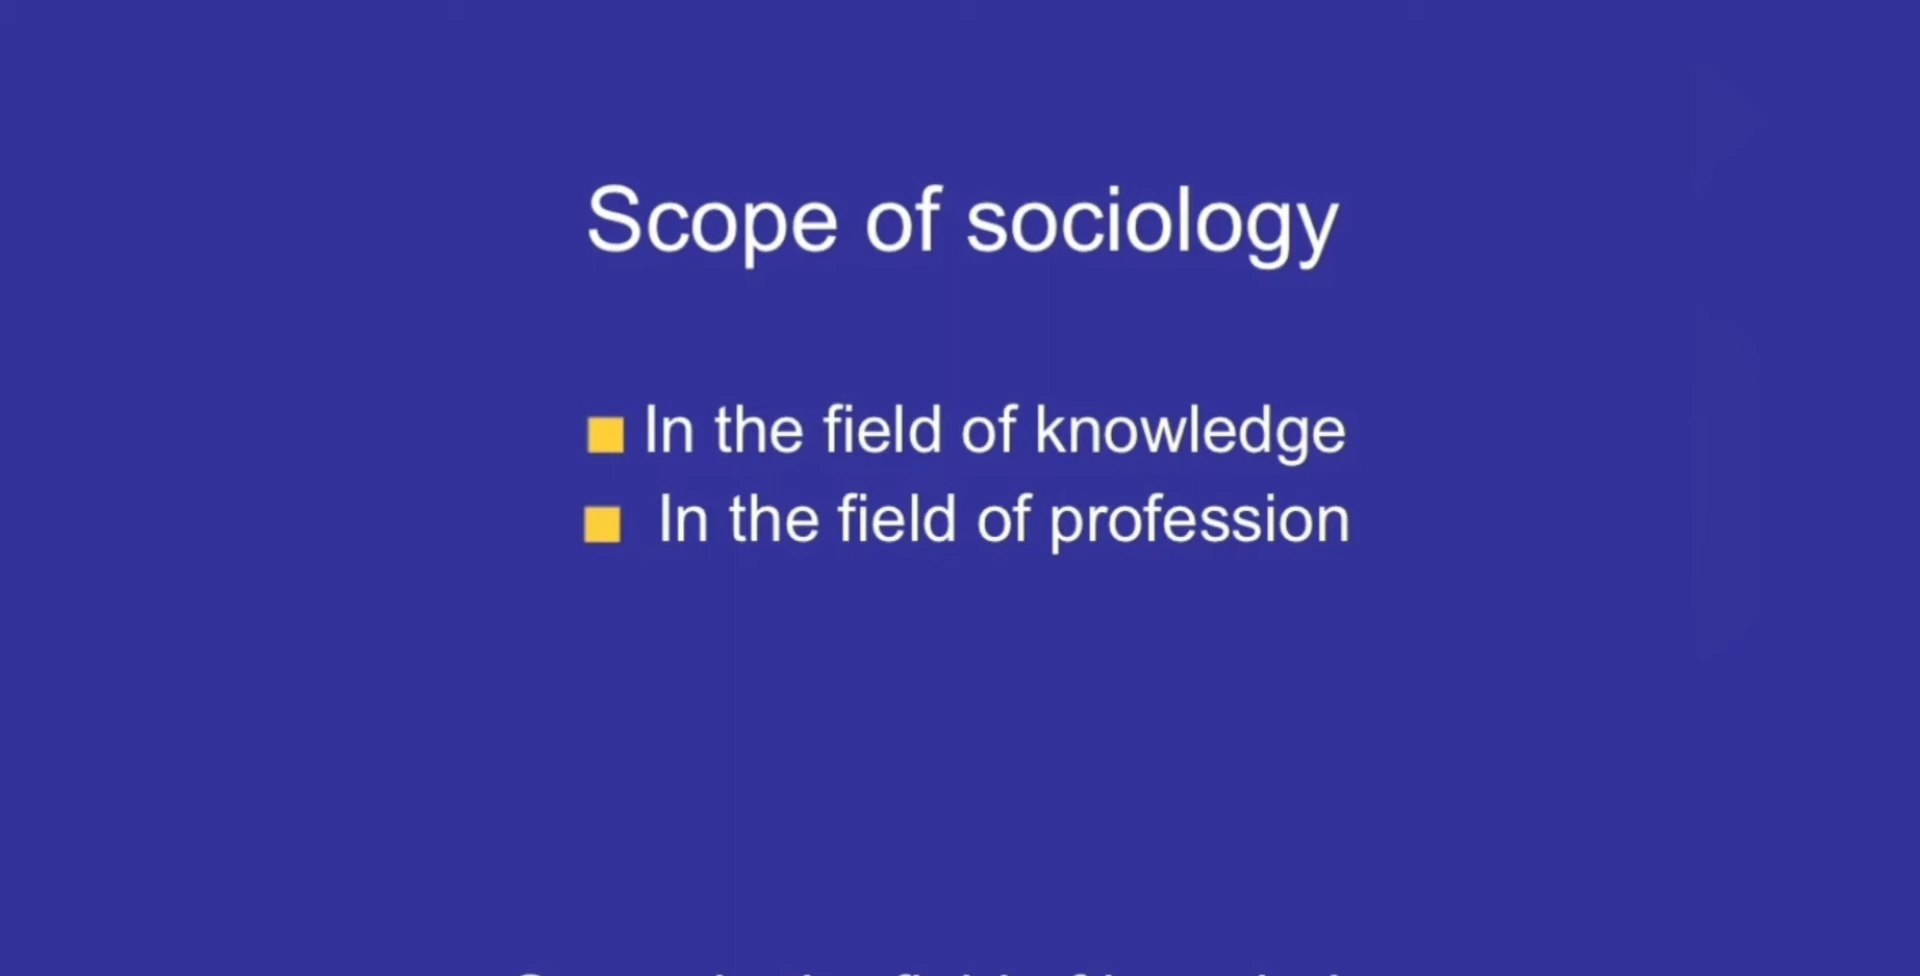 Scope of sociology
In the field of knowledge
In the field of profession